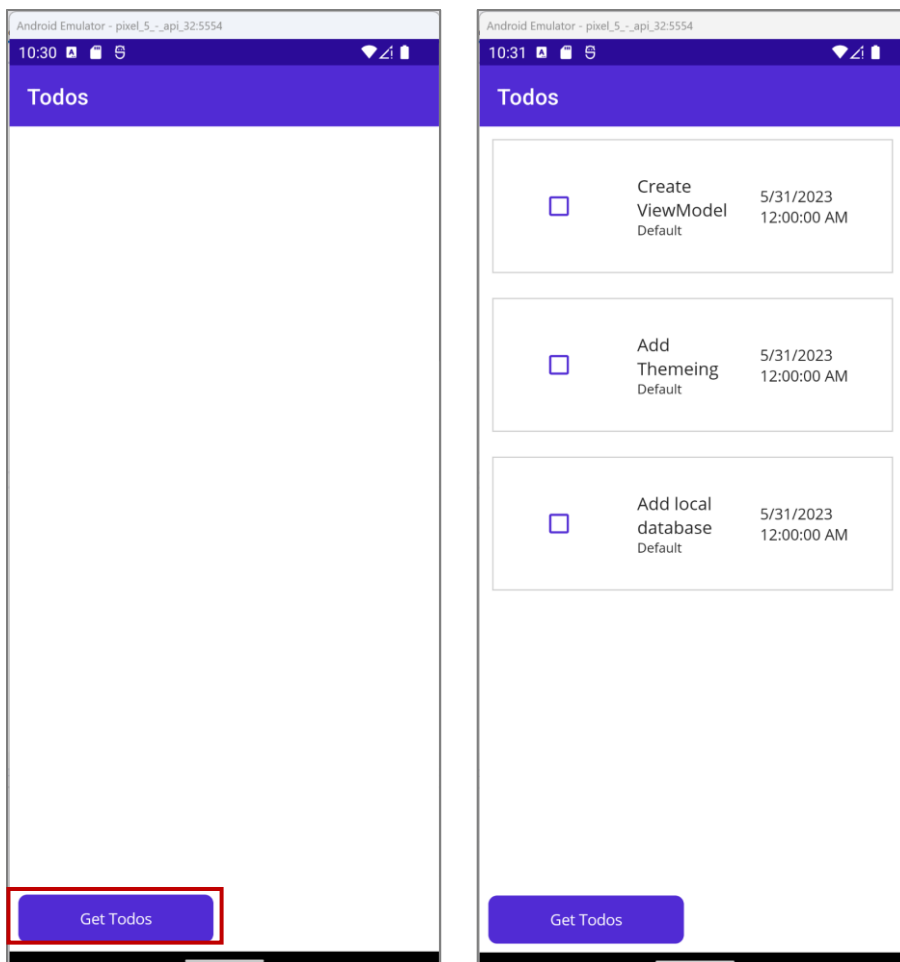 Android Emulator - pixel_5_-_api_32:5554
10:30
Todos
Get Todos
Android Emulator - pixel_5_-_api_32:5554
10:31
Todos
Create
ViewModel
Default
5/31/2023
12:00:00 AM
Add
Themeing
Default
5/31/2023
12:00:00 AM
Add local
database
Default
5/31/2023
12:00:00 AM
Get Todos